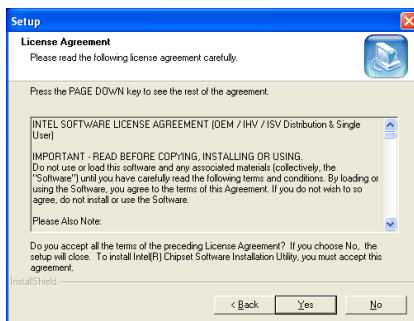 Setup
License Agreement
Please read the following license agreement carefully.
Press the PAGE DOWN key to see the rest of the agreement.
INTEL SOFTWARE LICENSE AGREEMENT (OEM / IHV / ISV Distribution & Single
User)
IMPORTANT - READ BEFORE COPYING, INSTALLING OR USING.
Do not use or load this software and any associated materials (collectively, the
"Software") until you have carefully read the following terms and conditions. By loading or
using the Software, you agree to the terms of this Agreement. If you do not wish to so
agree, do not install or use the Software.
Please Also Note:
Do you accept all the terms of the preceding License Agreement? If you choose No, the
setup will close. To install Intel(R) Chipset Software Installation Utility, you must accept this
agreement.
InstallShield
< Back Yes No